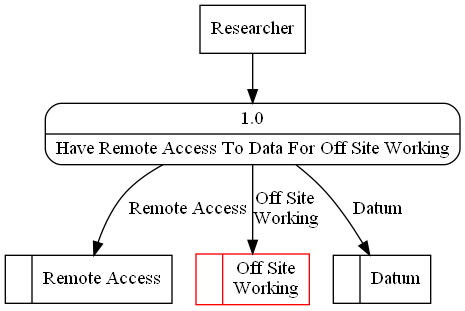 Researcher
1.0
Have Remote Access To Data For Off Site Working
Remote Access
Off Site
Working
Datum
Remote Access
Off Site
Working
Datum